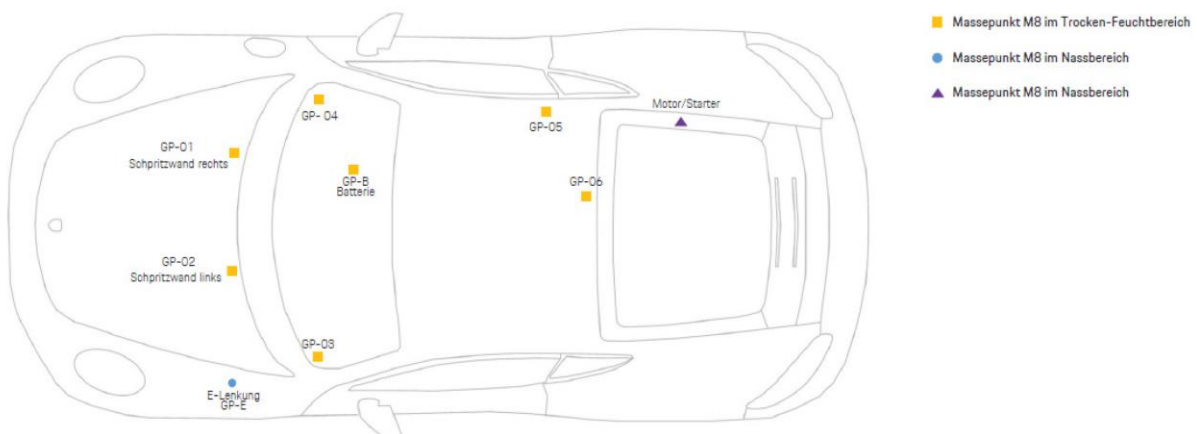 Massepunkt M8 im Trocken-Feuchtbereich
Massepunkt M8 im Nassbereich
Massepunkt M8 im Nassbereich
Motor/Starter
GP- 04
GP-05
GP-01
Schpritzwand rechts
GP-B
Batterie
GP-06
GP-02
Schpritzwand links
GP-03
E-Lenkung
GP-E